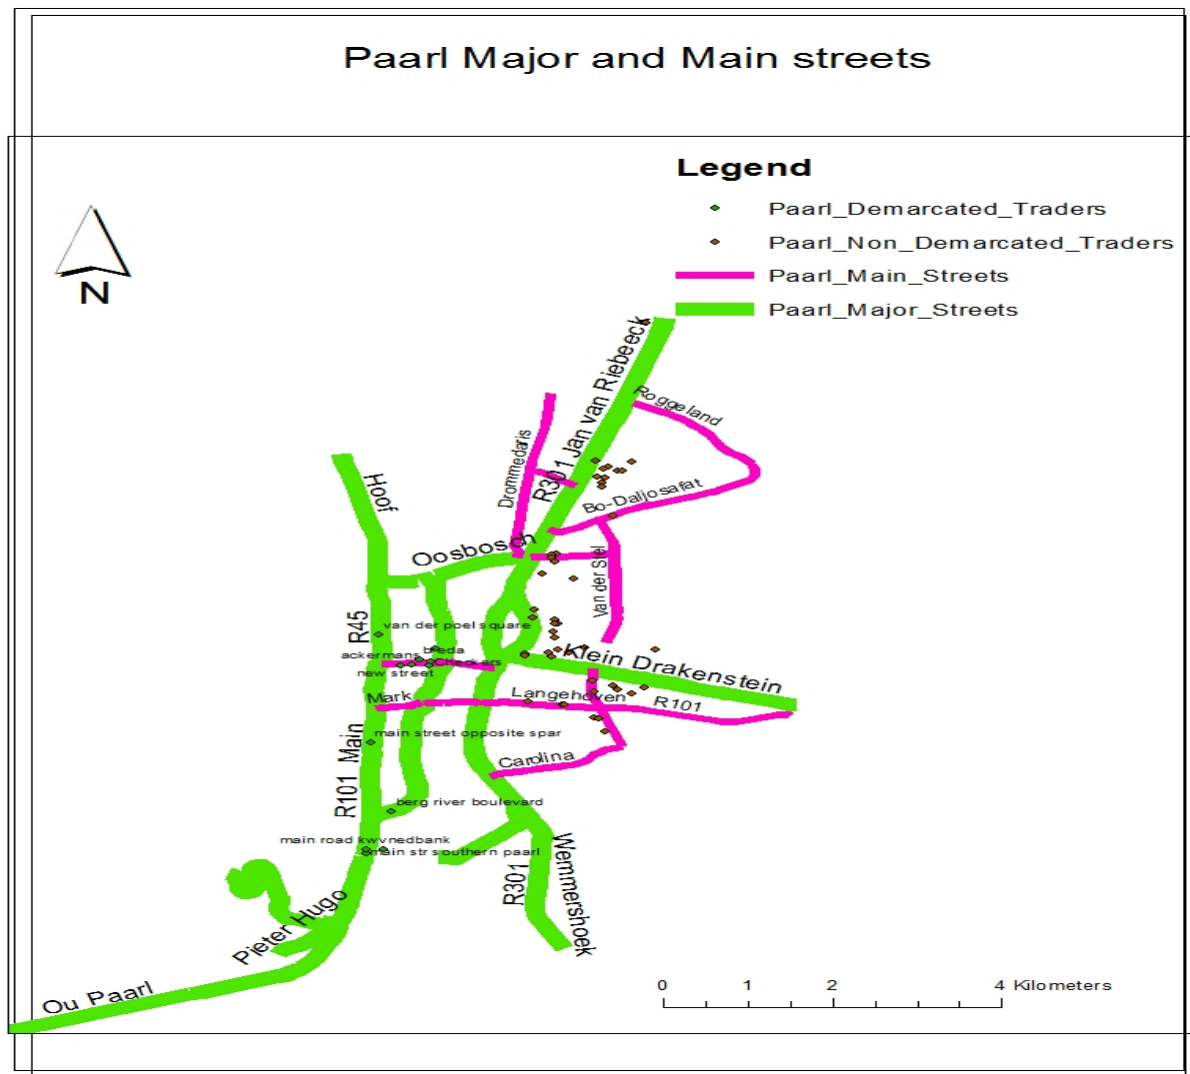 Paarl Major and Main streets
Legend
Paarl_Demarcated_Traders
Paarl_Non_Demarcated_Traders
Paarl_Main_Streets
Paarl_Major_Streets
N
R301 Jan van Riebeeck
Roggeland
Drommedaris
Hoof
Bo-Daljosafat
Oosbosch
Van der Stel
R45
van der poel square
breda
ackermans
Checkers
new street
Klein Drakenstein
Mark
Langehoven
R101
main street opposite spar
R101 Main
Carolina
berg river boulevard
main road kwv nedbank
main str southern paarl
R301
Wemmershoek
Pieter Hugo
Ou Paarl
0 1 2 4 Kilometers